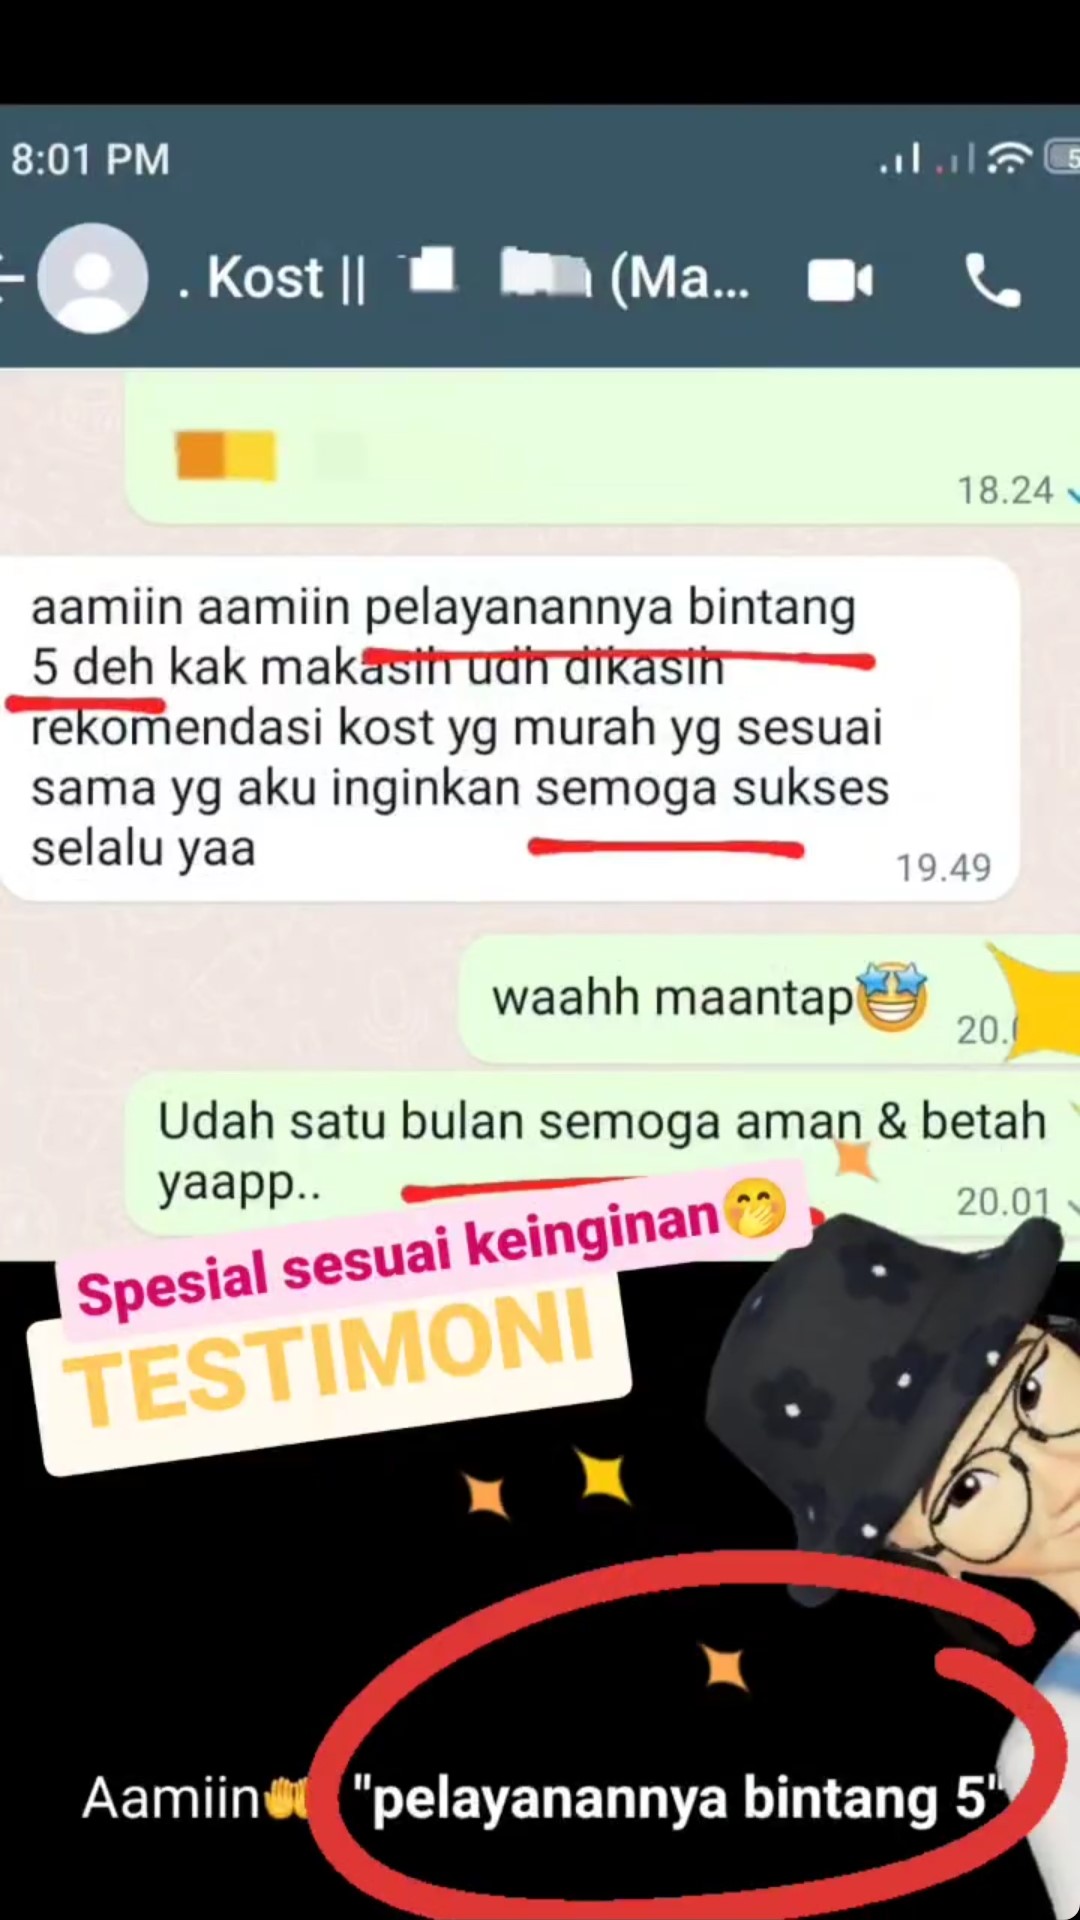 8:01 PM
. Kost || (Ma...
18.24
aamiin aamiin pelayanannya bintang
5 deh kak makasih udh dikasih
rekomendasi kost yg murah yg sesuai
sama yg aku inginkan semoga sukses
selalu yaa
19.49
waahh maantap🤩
20.
Udah satu bulan semoga aman & betah
yaapp..
20.01
Spesial sesuai keinginan🤭
TESTIMONI
Aamiin🤲 "pelayanannya bintang 5"